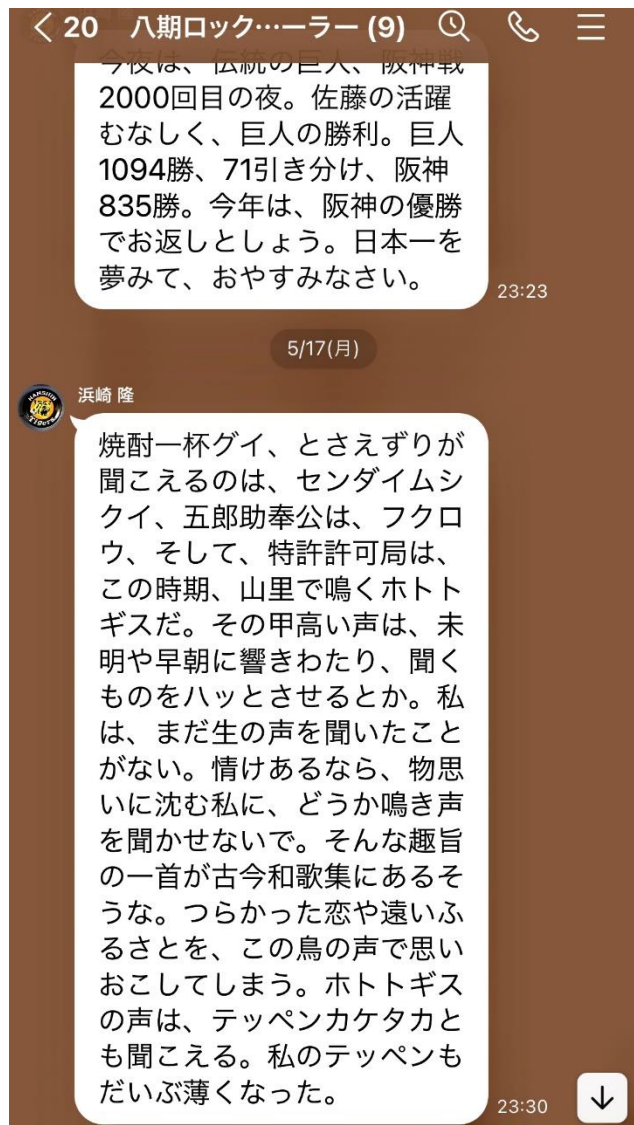 20 八期ロック…ーラー (9)
今夜は、伝統の巨人、阪神戦
2000回目の夜。佐藤の活躍
むなしく、巨人の勝利。巨人
1094勝、71引き分け、阪神
835勝。今年は、阪神の優勝
でお返しとしょう。日本一を
夢みて、おやすみなさい。
23:23
5/17(月)
浜崎 隆
HANSHIN
Tigers
焼酎一杯グイ、とさえずりが
聞こえるのは、センダイムシ
クイ、五郎助奉公は、フクロ
ウ、そして、特許許可局は、
この時期、山里で鳴くホトト
ギスだ。その甲高い声は、未
明や早朝に響きわたり、聞く
ものをハッとさせるとか。私
は、まだ生の声を聞いたこと
がない。情けあるなら、物思
いに沈む私に、どうか鳴き声
を聞かせないで。そんな趣旨
の一首が古今和歌集にあるそ
うな。つらかった恋や遠いふ
るさとを、この鳥の声で思い
おこしてしまう。ホトトギス
の声は、テッペンカケタカと
も聞こえる。私のテッペンも
だいぶ薄くなった。
23:30